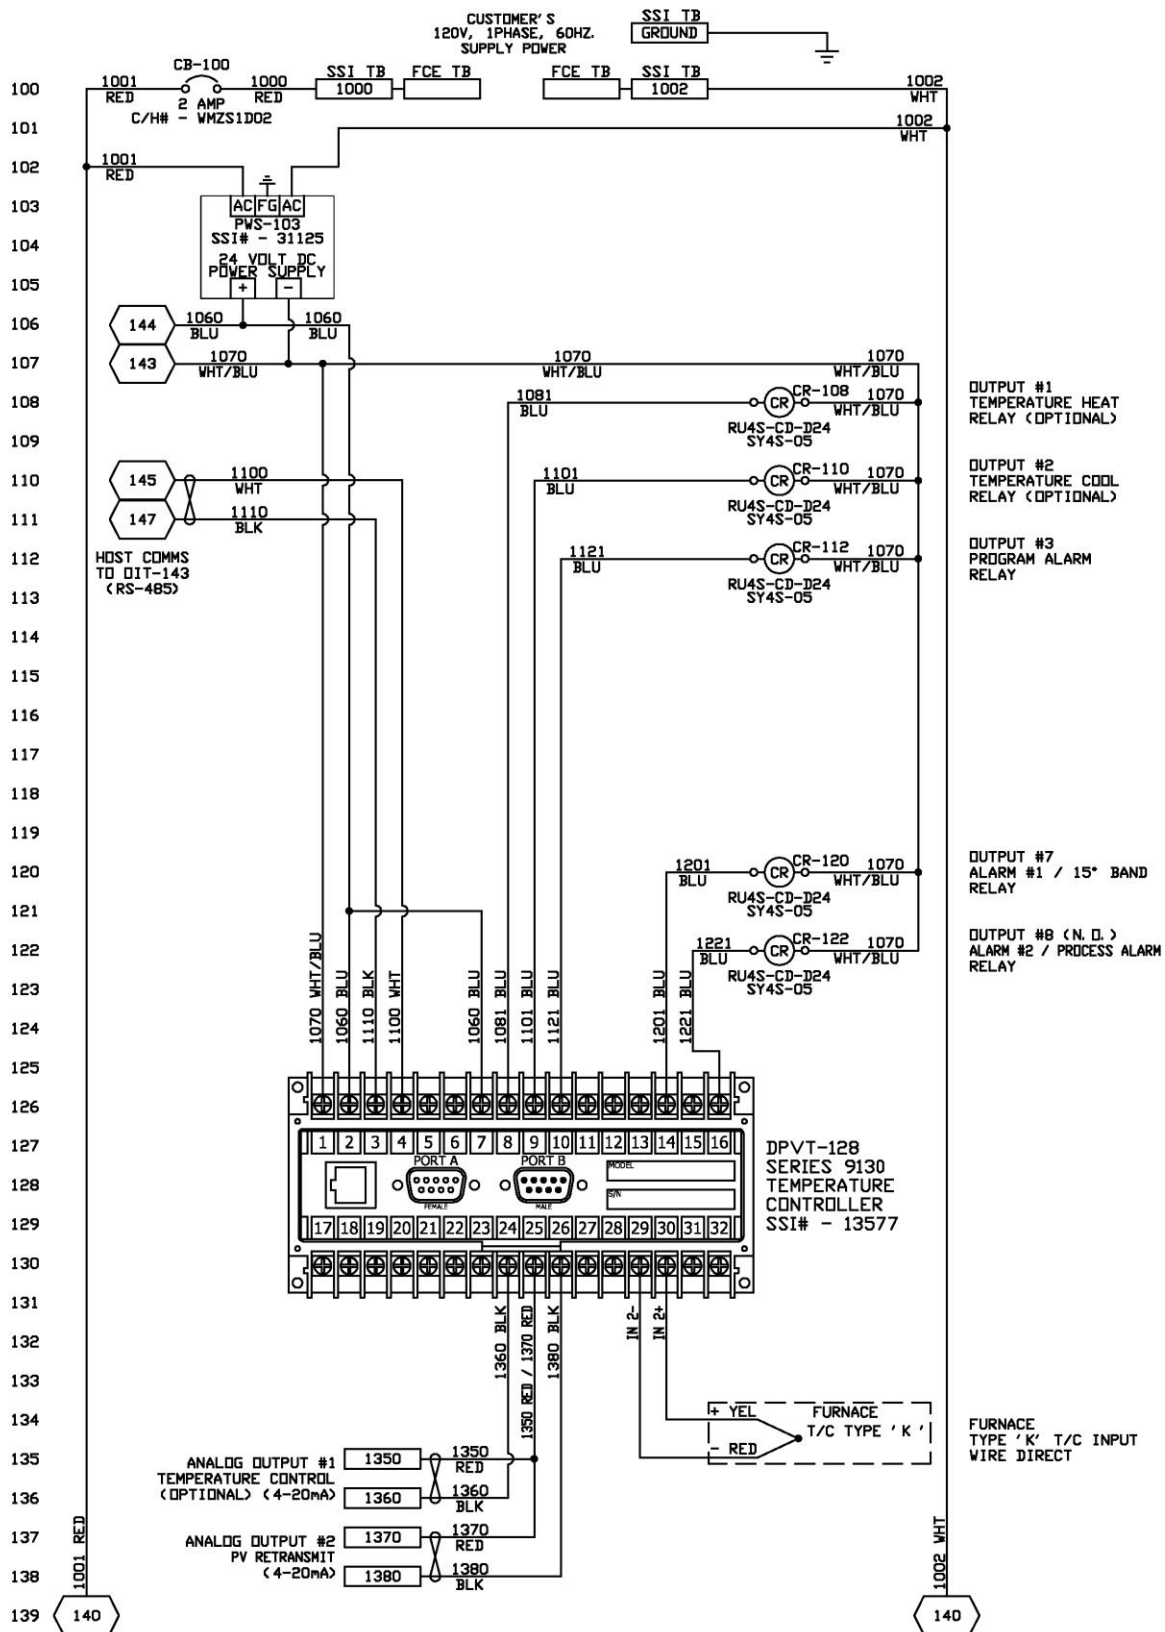 CUSTOMER'S
120V, 1PHASE, 60HZ.
SUPPLY POWER
SSI TB
GROUND
CB-100
SSI TB
FCE TB
FCE TB
SSI TB
100
1001
RED
1000
RED
1000
1002
1002
WHT
2 AMP
C/H# - WMZS1D02
101
1002
WHT
102
1001
RED
103
AC FG AC
PWS-103
SSI# - 31125
104
24 VOLT DC
POWER SUPPLY
105
+ -
106
144
1060
BLU
1060
BLU
107
143
1070
WHT/BLU
1070
WHT/BLU
1070
WHT/BLU
108
1081
BLU
CR
CR-108
1070
WHT/BLU
RU4S-CD-D24
SY4S-05
OUTPUT #1
TEMPERATURE HEAT
RELAY (OPTIONAL)
109
110
145
1100
WHT
1101
BLU
CR
CR-110
1070
WHT/BLU
RU4S-CD-D24
SY4S-05
OUTPUT #2
TEMPERATURE COOL
RELAY (OPTIONAL)
111
147
1110
BLK
HOST COMMS
TO OIT-143
(RS-485)
112
1121
BLU
CR
CR-112
1070
WHT/BLU
RU4S-CD-D24
SY4S-05
OUTPUT #3
PROGRAM ALARM
RELAY
113
114
115
116
117
118
119
120
1201
BLU
CR
CR-120
1070
WHT/BLU
RU4S-CD-D24
SY4S-05
OUTPUT #7
ALARM #1 / 15° BAND
RELAY
121
122
1221
BLU
CR
CR-122
1070
WHT/BLU
RU4S-CD-D24
SY4S-05
OUTPUT #8 (N.O.)
ALARM #2 / PROCESS ALARM
RELAY
123
124
1070 WHT/BLU
1060 BLU
1110 BLK
1100 WHT
1060 BLU
1081 BLU
1101 BLU
1121 BLU
1201 BLU
1221 BLU
125
126
127
1 2 3 4 5 6 7 8 9 10 11 12 13 14 15 16
PORT A
PORT B
MODEL
128
S/N
FEMALE
MALE
129
17 18 19 20 21 22 23 24 25 26 27 28 29 30 31 32
DPVT-128
SERIES 9130
TEMPERATURE
CONTROLLER
SSI# - 13577
130
131
1360 BLK
1350 RED / 1370 RED
1380 BLK
IN 2-
IN 2+
132
133
134
+ YEL
- RED
FURNACE
T/C TYPE 'K'
FURNACE
TYPE 'K' T/C INPUT
WIRE DIRECT
135
ANALOG OUTPUT #1
TEMPERATURE CONTROL
(OPTIONAL) (4-20mA)
1350
1350
RED
136
1360
1360
BLK
137
ANALOG OUTPUT #2
PV RETRANSMIT
(4-20mA)
1370
1370
RED
138
1380
1380
BLK
1001 RED
1002 WHT
139
140
140